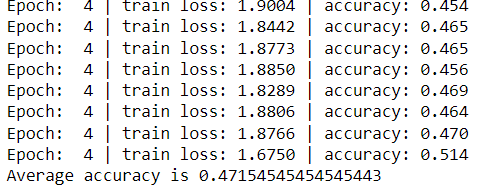 Epoch:  4 | train loss: 1.9004 | accuracy: 0.454
Epoch:  4 | train loss: 1.8442 | accuracy: 0.465
Epoch:  4 | train loss: 1.8773 | accuracy: 0.465
Epoch:  4 | train loss: 1.8850 | accuracy: 0.456
Epoch:  4 | train loss: 1.8289 | accuracy: 0.469
Epoch:  4 | train loss: 1.8806 | accuracy: 0.464
Epoch:  4 | train loss: 1.8766 | accuracy: 0.470
Epoch:  4 | train loss: 1.6750 | accuracy: 0.514
Average accuracy is 0.47154545454545443